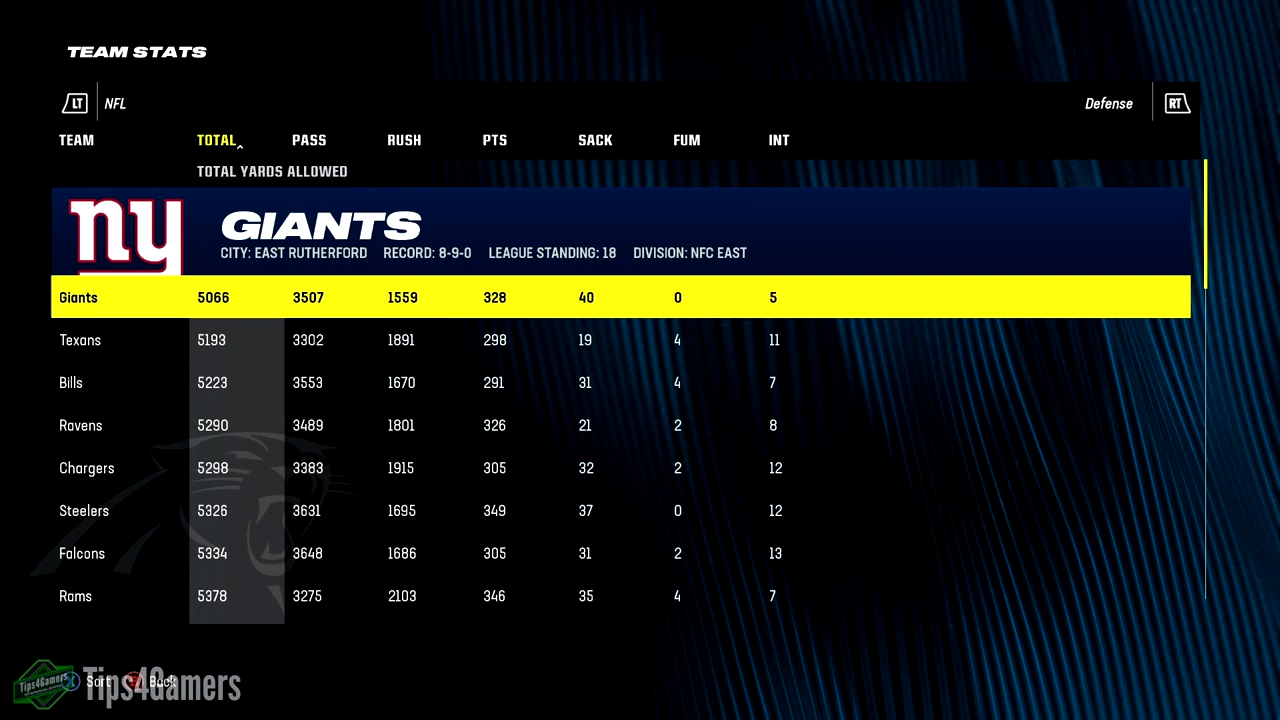 TEAM STATS
LT NFL Defense RT
TEAM TOTAL PASS RUSH PTS SACK FUM INT
TOTAL YARDS ALLOWED
ny GIANTS
CITY: EAST RUTHERFORD RECORD: 8-9-0 LEAGUE STANDING: 18 DIVISION: NFC EAST
Giants 5066 3507 1559 328 40 0 5
Texans 5193 3302 1891 298 19 4 11
Bills 5223 3553 1670 291 31 4 7
Ravens 5290 3489 1801 326 21 2 8
Chargers 5298 3383 1915 305 32 2 12
Steelers 5326 3631 1695 349 37 0 12
Falcons 5334 3648 1686 305 31 2 13
Rams 5378 3275 2103 346 35 4 7
Tips4Gamers X Sort B Back
Tips4Gamers